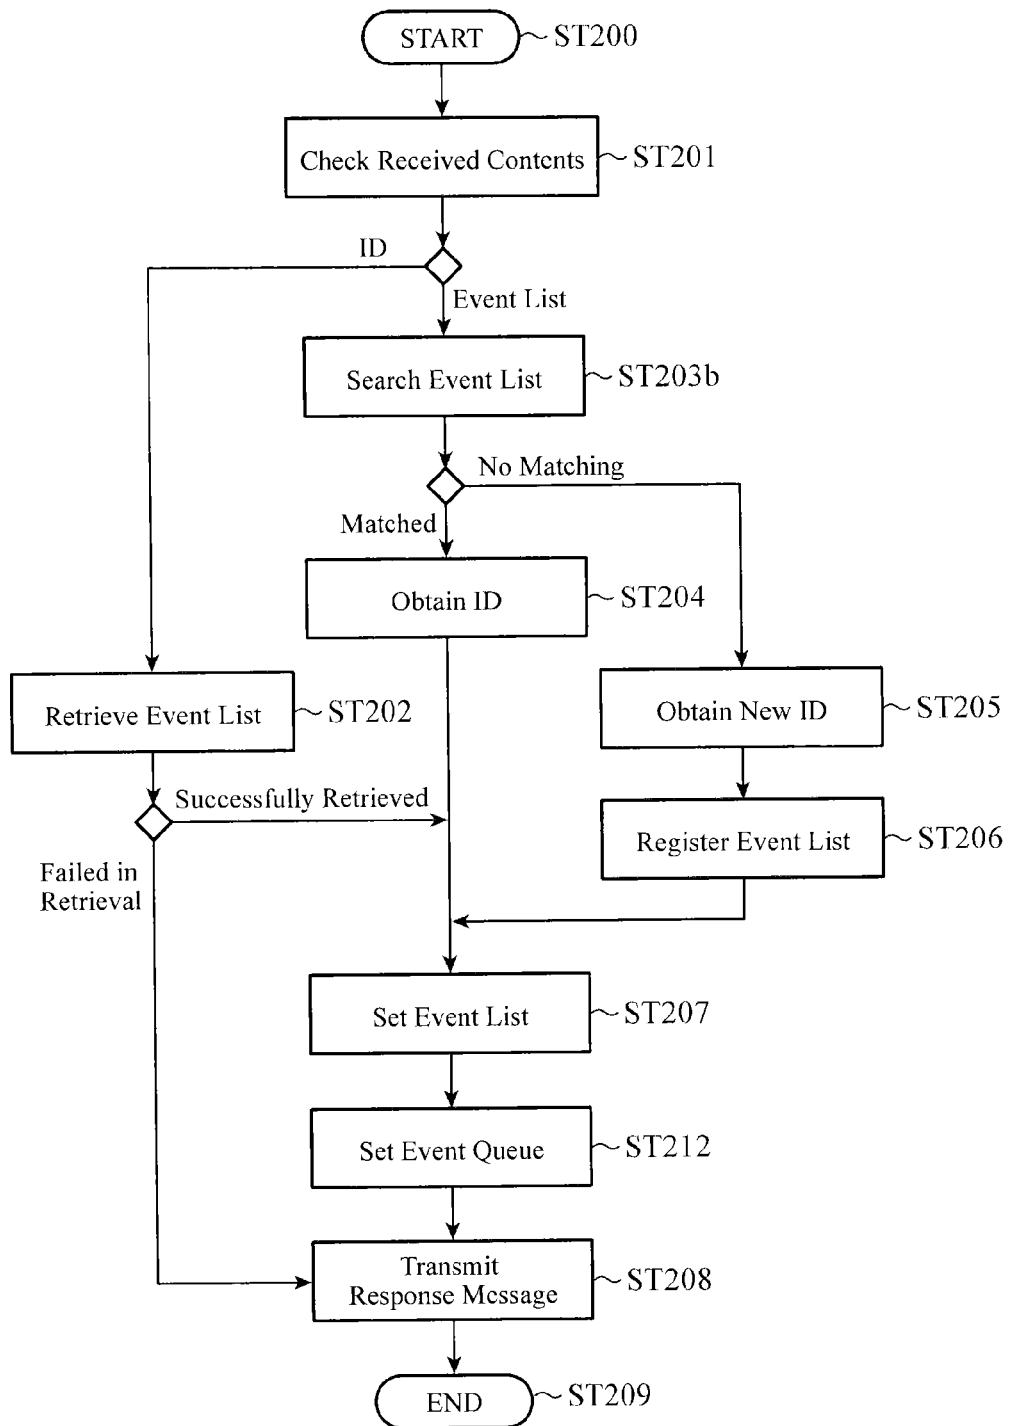 START
ST200
Check Received Contents
ST201
ID
Event List
Search Event List
ST203b
No Matching
Matched
Obtain ID
ST204
Retrieve Event List
ST202
Obtain New ID
ST205
Successfully Retrieved
Register Event List
ST206
Failed in
Retrieval
Set Event List
ST207
Set Event Queue
ST212
Transmit
Response Message
ST208
END
ST209